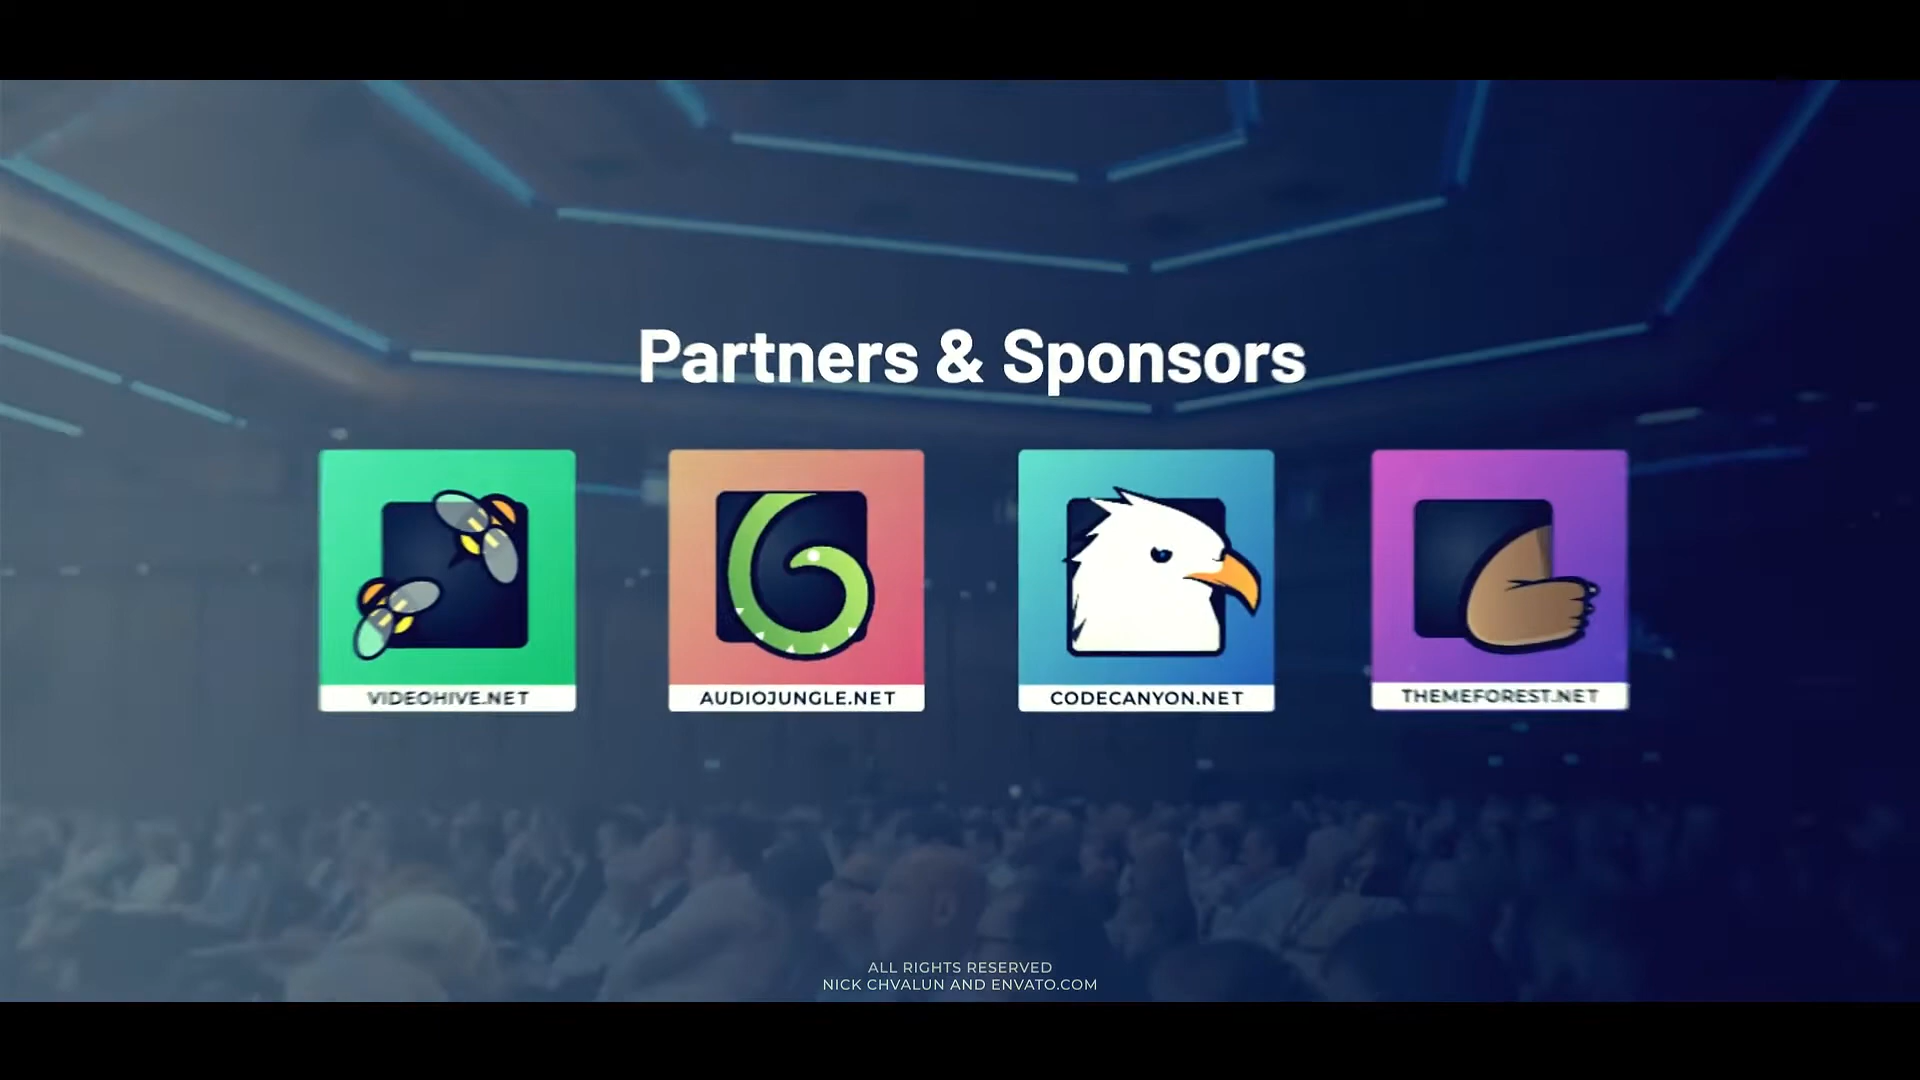 Partners & Sponsors
VIDEOHIVE.NET
AUDIOJUNGLE.NET
CODECANYON.NET
THEMEFOREST.NET
ALL RIGHTS RESERVED
NICK CHVALUN AND ENVATO.COM